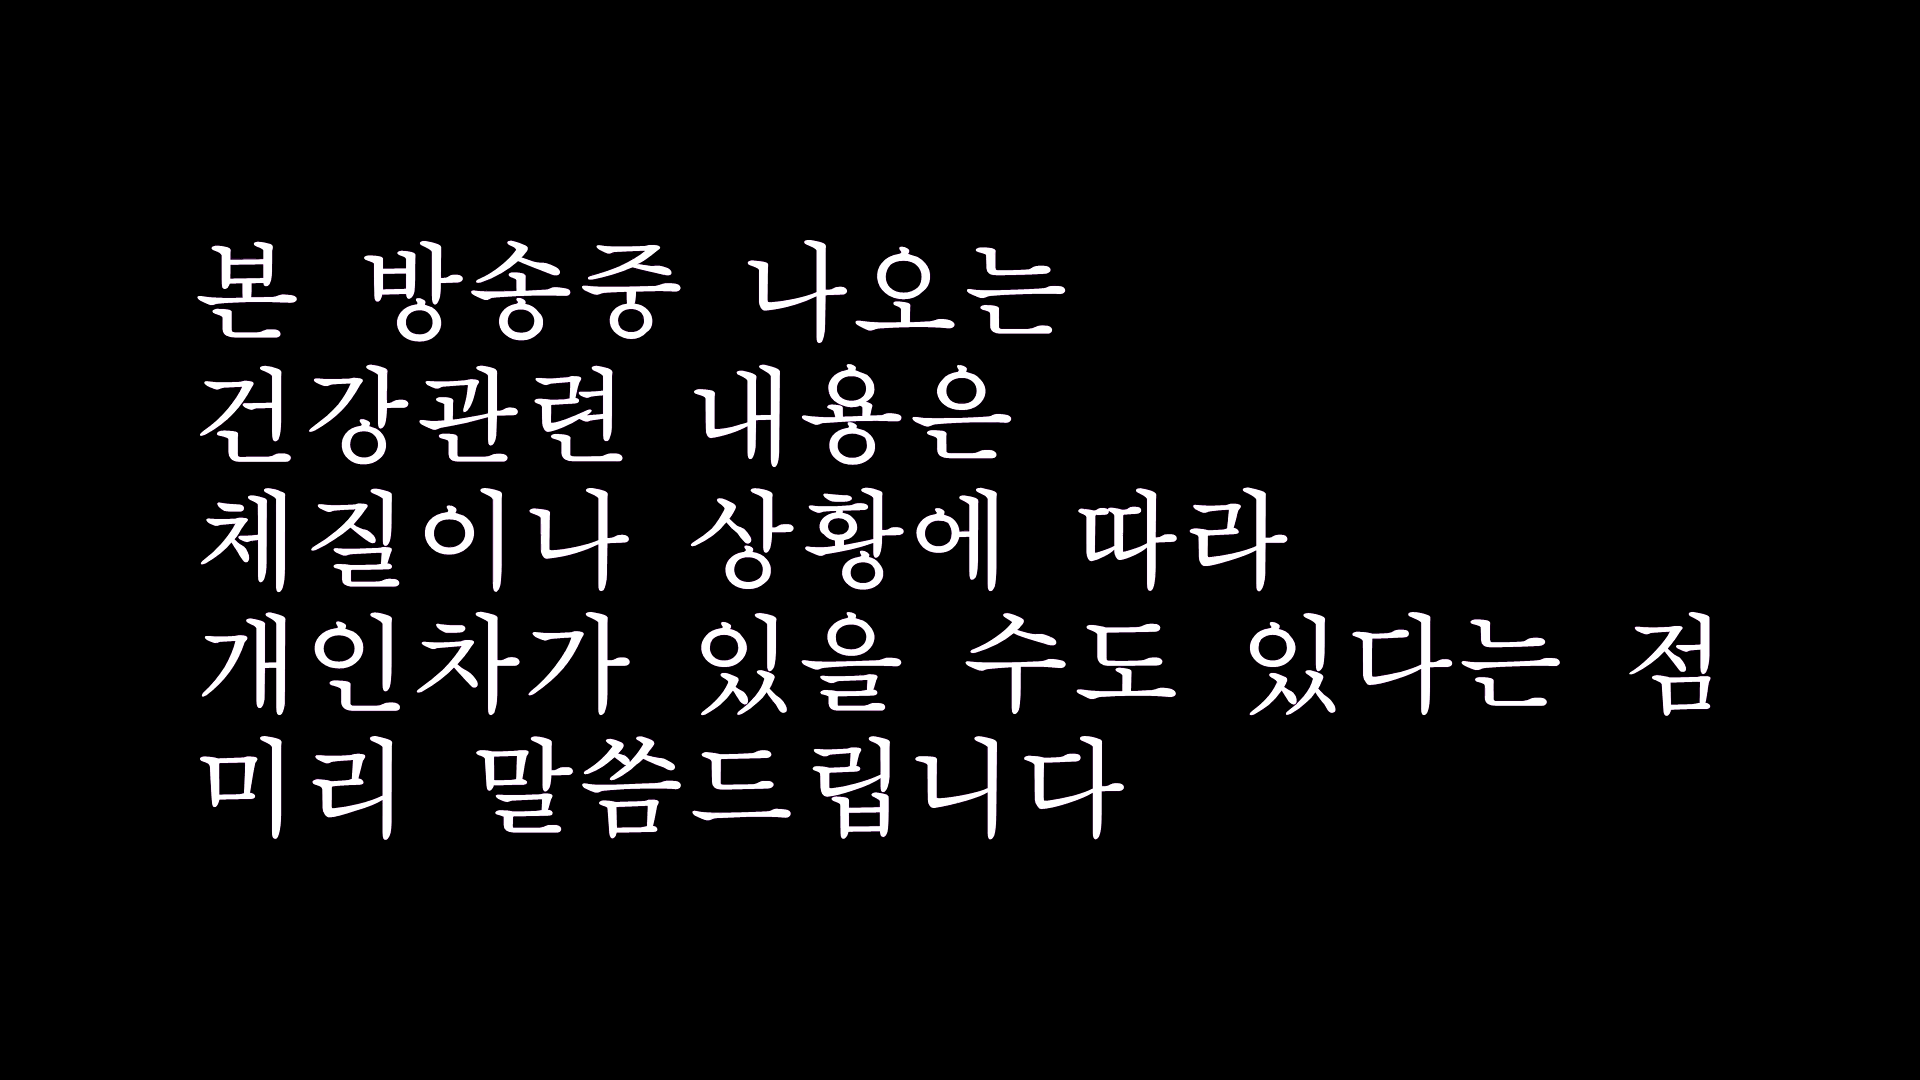 본 방송중 나오는
건강관련 내용은
체질이나 상황에 따라
개인차가 있을 수도 있다는 점
미리 말씀드립니다